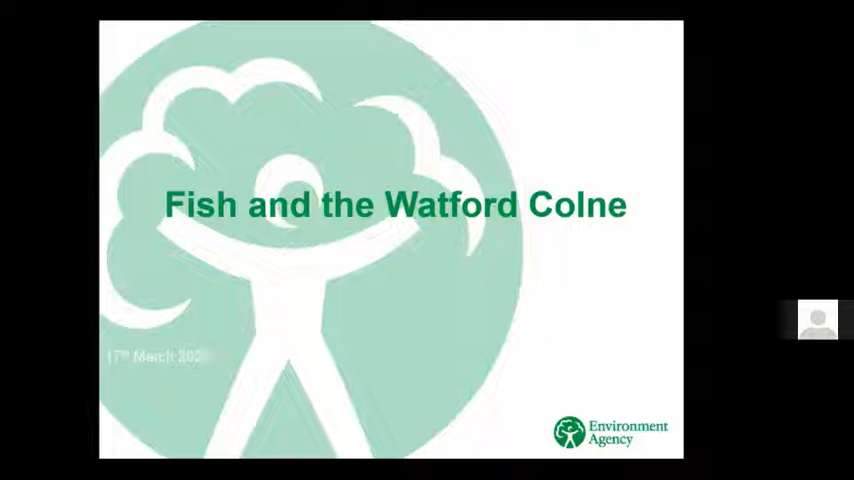 Fish and the Watford Colne
17th March
Environment
Agency